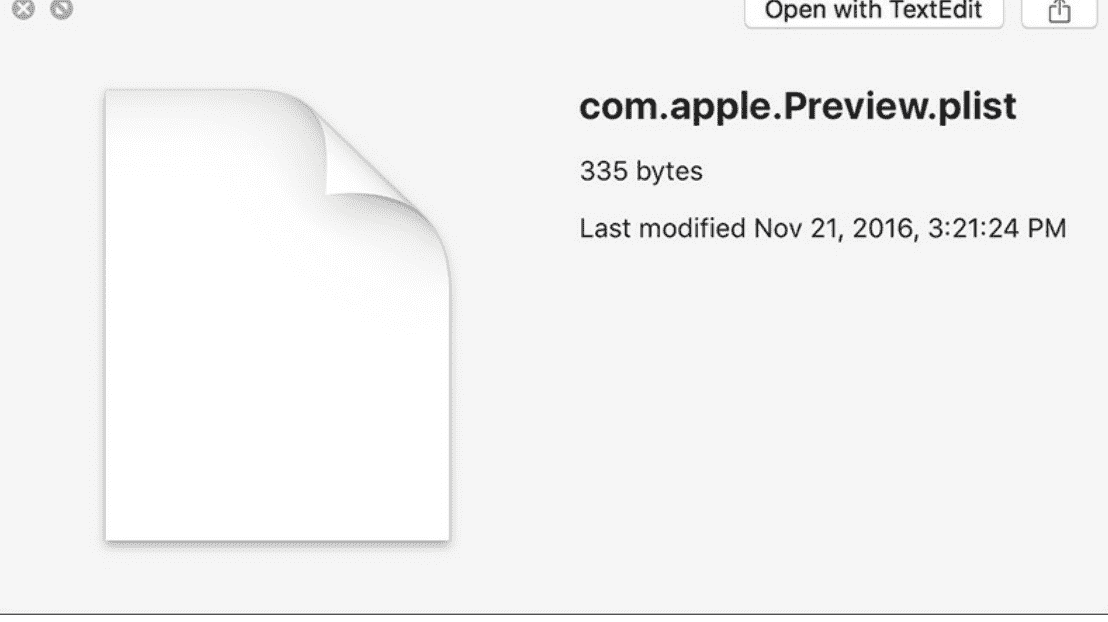 Open with TextEdit
com.apple.Preview.plist
335 bytes
Last modified Nov 21, 2016, 3:21:24 PM